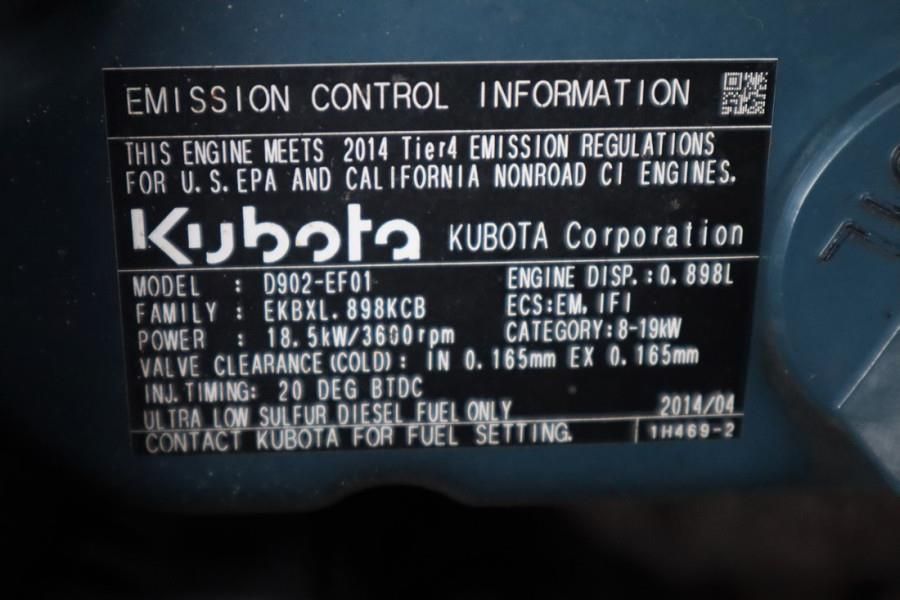 EMISSION CONTROL INFORMATION
THIS ENGINE MEETS 2014 Tier4 EMISSION REGULATIONS
FOR U.S.EPA AND CALIFORNIA NONROAD CI ENGINES.
Kubota KUBOTA Corporation
MODEL : D902-EF01 ENGINE DISP.:0.898L
FAMILY : EKBXL.898KCB ECS:EM, IFI
POWER : 18.5kW/3600rpm CATEGORY:8-19kW
VALVE CLEARANCE(COLD): IN 0.165mm EX 0.165mm
INJ.TIMING: 20 DEG BTDC
ULTRA LOW SULFUR DIESEL FUEL ONLY 2014/04
CONTACT KUBOTA FOR FUEL SETTING. 1H469-2